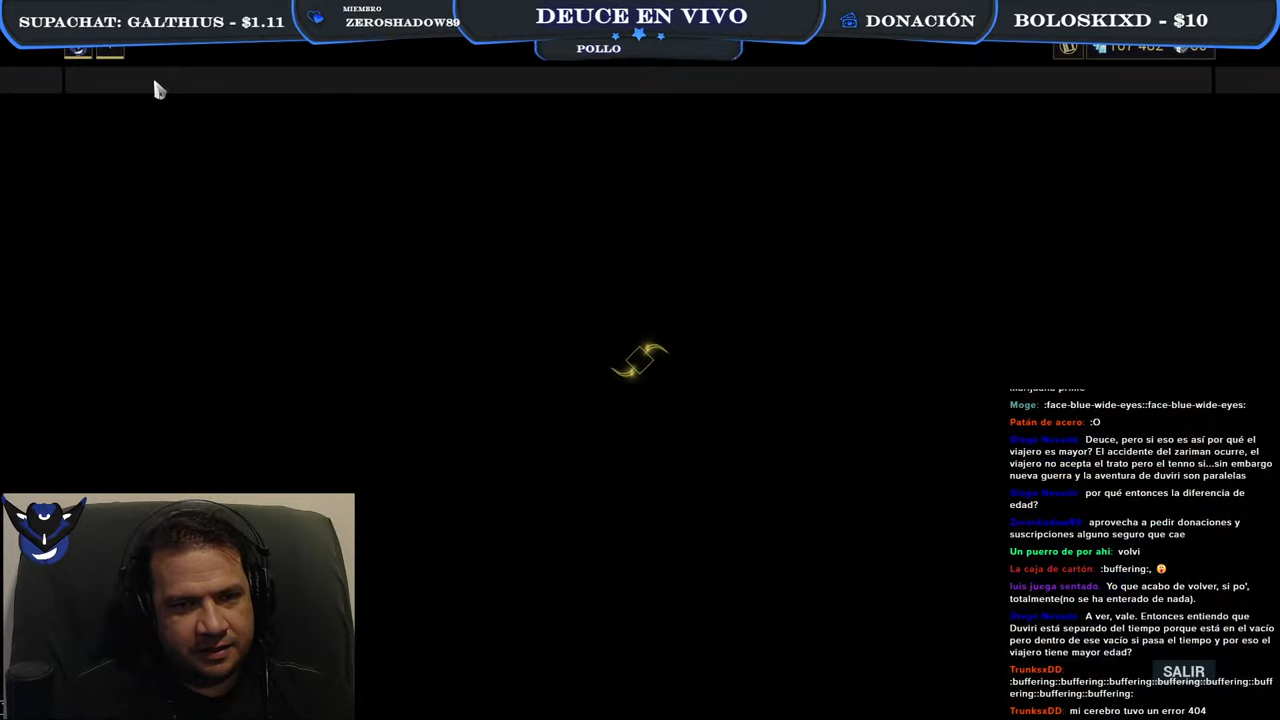 SUPACHAT: GALTHIUS - $1.11
MIEMBRO
ZEROSHADOW89
DEUCE EN VIVO
POLLO
DONACIÓN
BOLOSKIXD - $10
Moge: :face-blue-wide-eyes::face-blue-wide-eyes:
Patán de acero: :O
Deuce, pero si eso es así por qué el
viajero es mayor? El accidente del zariman ocurre, el
viajero no acepta el trato pero el tenno si...sin embargo
nueva guerra y la aventura de duviri son paralelas
por qué entonces la diferencia de
edad?
Zeroshadow89: aprovecha a pedir donaciones y
suscripciones alguno seguro que cae
Un puerro de por ahi: volvi
La caja de cartón: :buffering:,
luis juega sentado. Yo que acabo de volver, si po',
totalmente(no se ha enterado de nada).
A ver, vale. Entonces entiendo que
Duviri está separado del tiempo porque está en el vacío
pero dentro de ese vacío si pasa el tiempo y por eso el
viajero tiene mayor edad?
TrunksxDD:
SALIR
:buffering::buffering::buffering::buffering::buffering::buff
ering::buffering::buffering:
TrunksxDD: mi cerebro tuvo un error 404